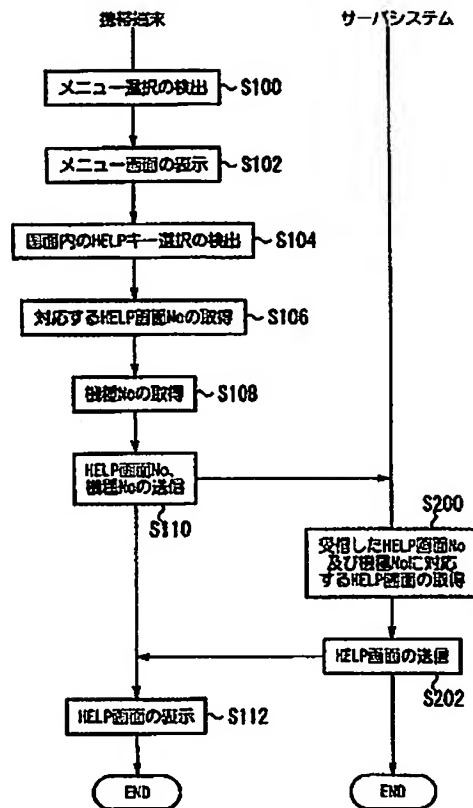 携帯端末
サーバシステム
メニュー選択の検出
S100
メニュー画面の表示
S102
画面内のHELPキー選択の検出
S104
対応するHELP画面Noの取得
S106
機種Noの取得
S108
HELP画面No、
機種Noの送信
S110
S200
受信したHELP画面No
及び機種Noに対応
するHELP画面の取得
HELP画面の送信
S202
HELP画面の表示
S112
END
END